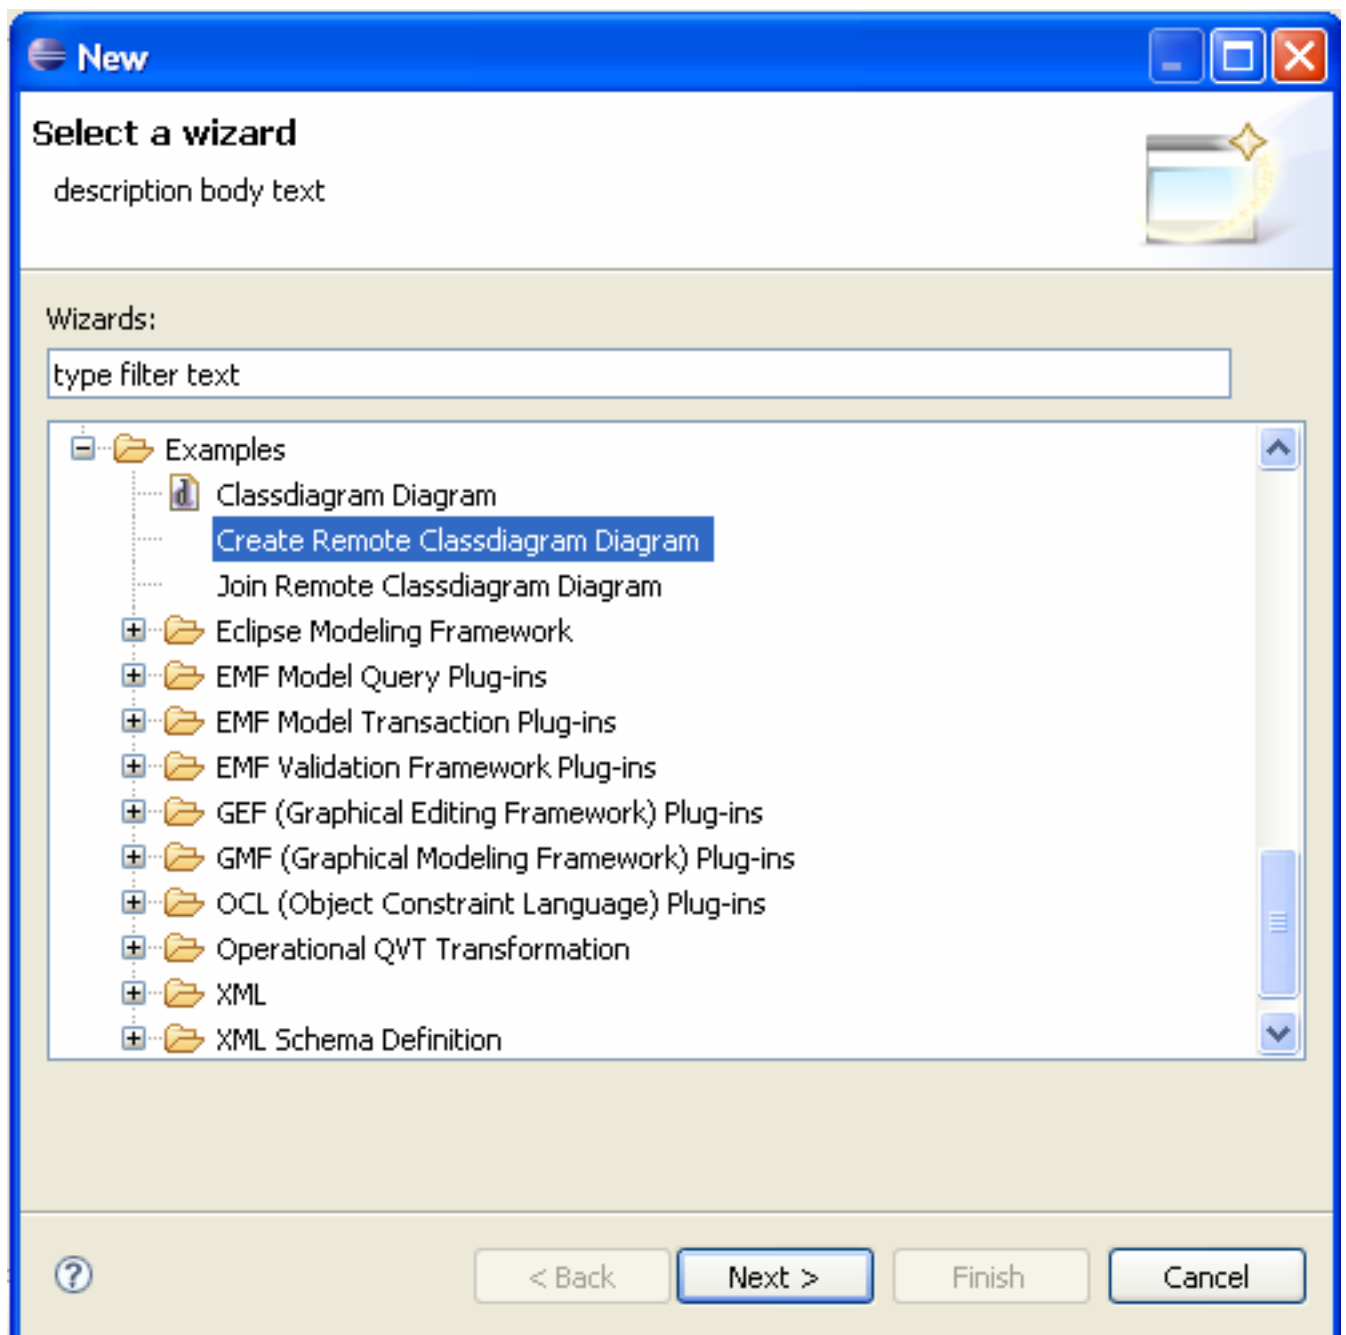 New
Select a wizard
description body text
Wizards:
type filter text
Examples
Classdiagram Diagram
Create Remote Classdiagram Diagram
Join Remote Classdiagram Diagram
Eclipse Modeling Framework
EMF Model Query Plug-ins
EMF Model Transaction Plug-ins
EMF Validation Framework Plug-ins
GEF (Graphical Editing Framework) Plug-ins
GMF (Graphical Modeling Framework) Plug-ins
OCL (Object Constraint Language) Plug-ins
Operational QVT Transformation
XML
XML Schema Definition
? < Back Next > Finish Cancel